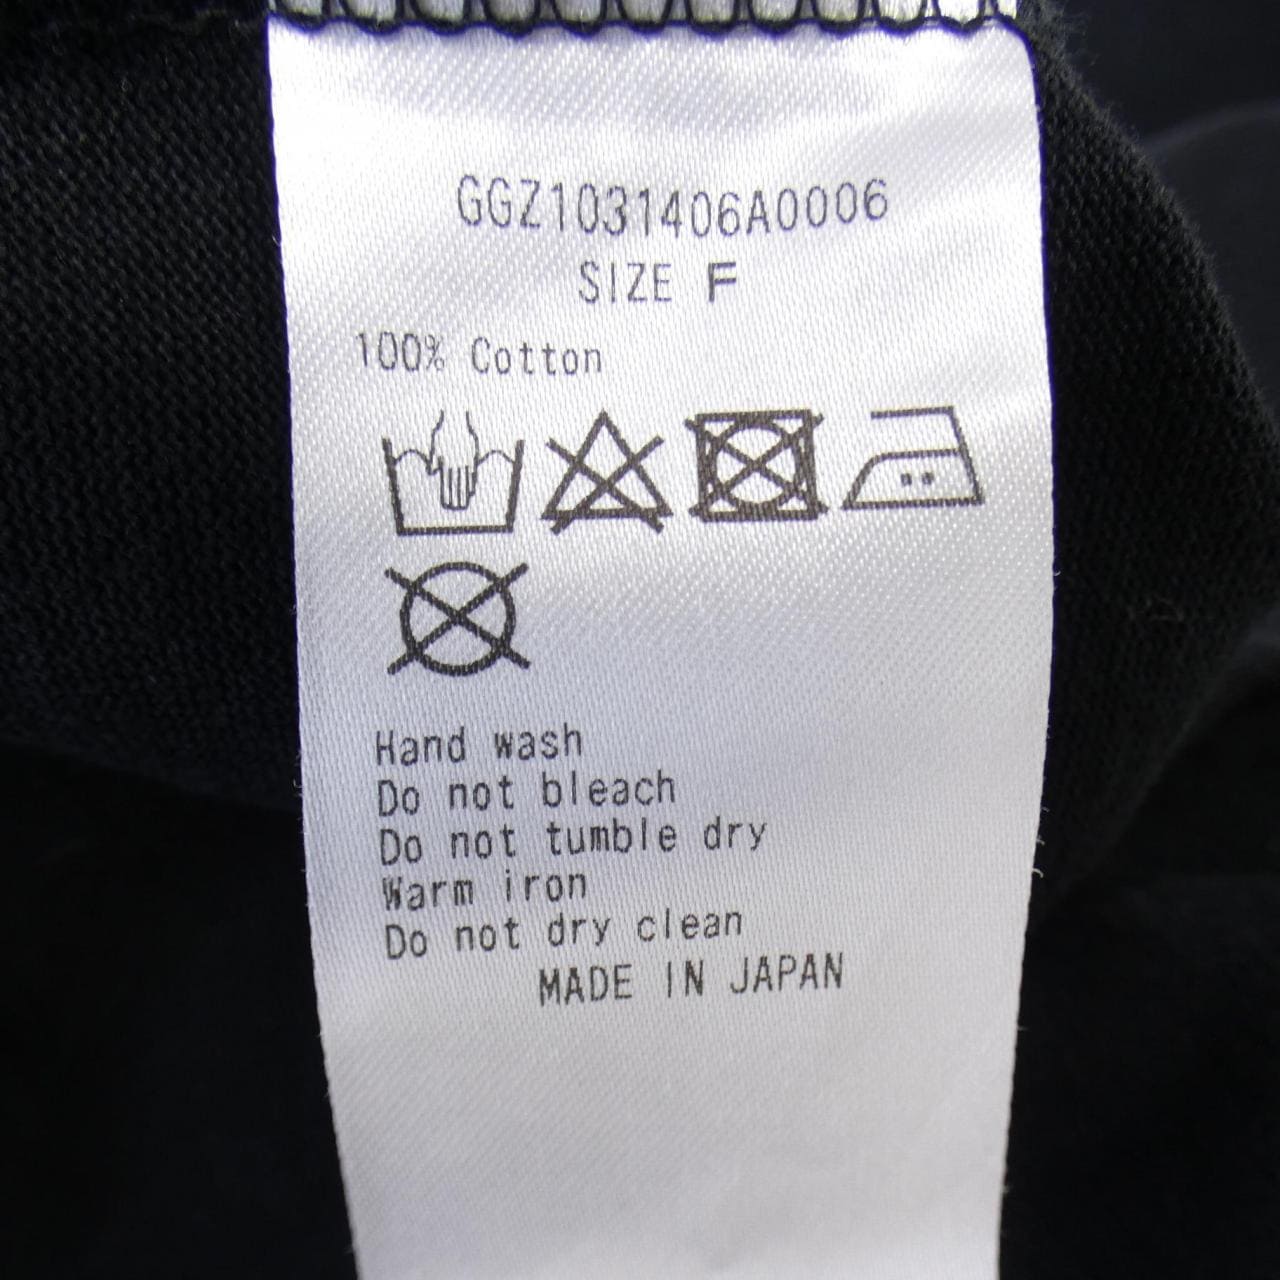 GGZ1031406A0006
SIZE F
100% Cotton
Hand wash
Do not bleach
Do not tumble dry
Warm iron
Do not dry clean
MADE IN JAPAN